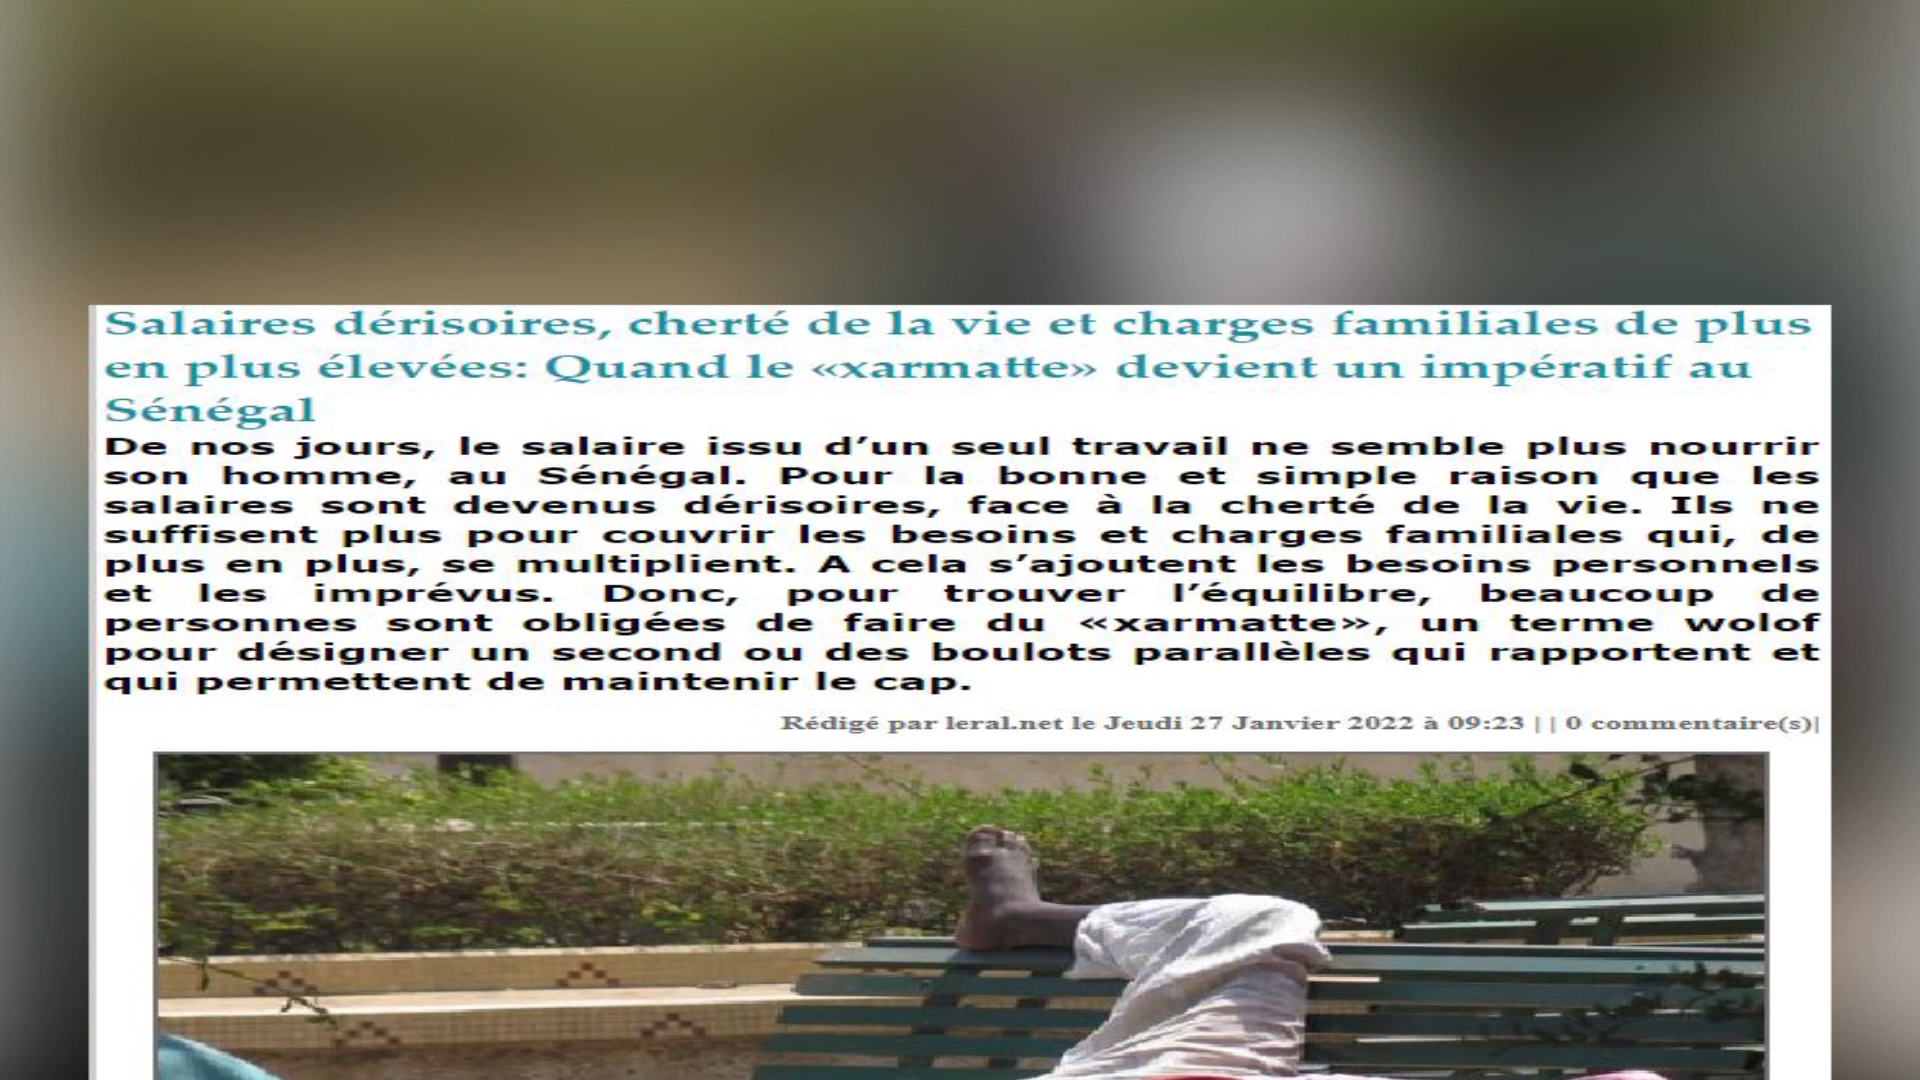 Salaires dérisoires, cherté de la vie et charges familiales de plus
en plus élevées: Quand le «xarmatte» devient un impératif au
Sénégal
De nos jours, le salaire issu d’un seul travail ne semble plus nourrir
son homme, au Sénégal. Pour la bonne et simple raison que les
salaires sont devenus dérisoires, face à la cherté de la vie. Ils ne
suffisent plus pour couvrir les besoins et charges familiales qui, de
plus en plus, se multiplient. A cela s’ajoutent les besoins personnels
et les imprévus. Donc, pour trouver l’équilibre, beaucoup de
personnes sont obligées de faire du «xarmatte», un terme wolof
pour désigner un second ou des boulots parallèles qui rapportent et
qui permettent de maintenir le cap.
Rédigé par leral.net le Jeudi 27 Janvier 2022 à 09:23 | | 0 commentaire(s)|